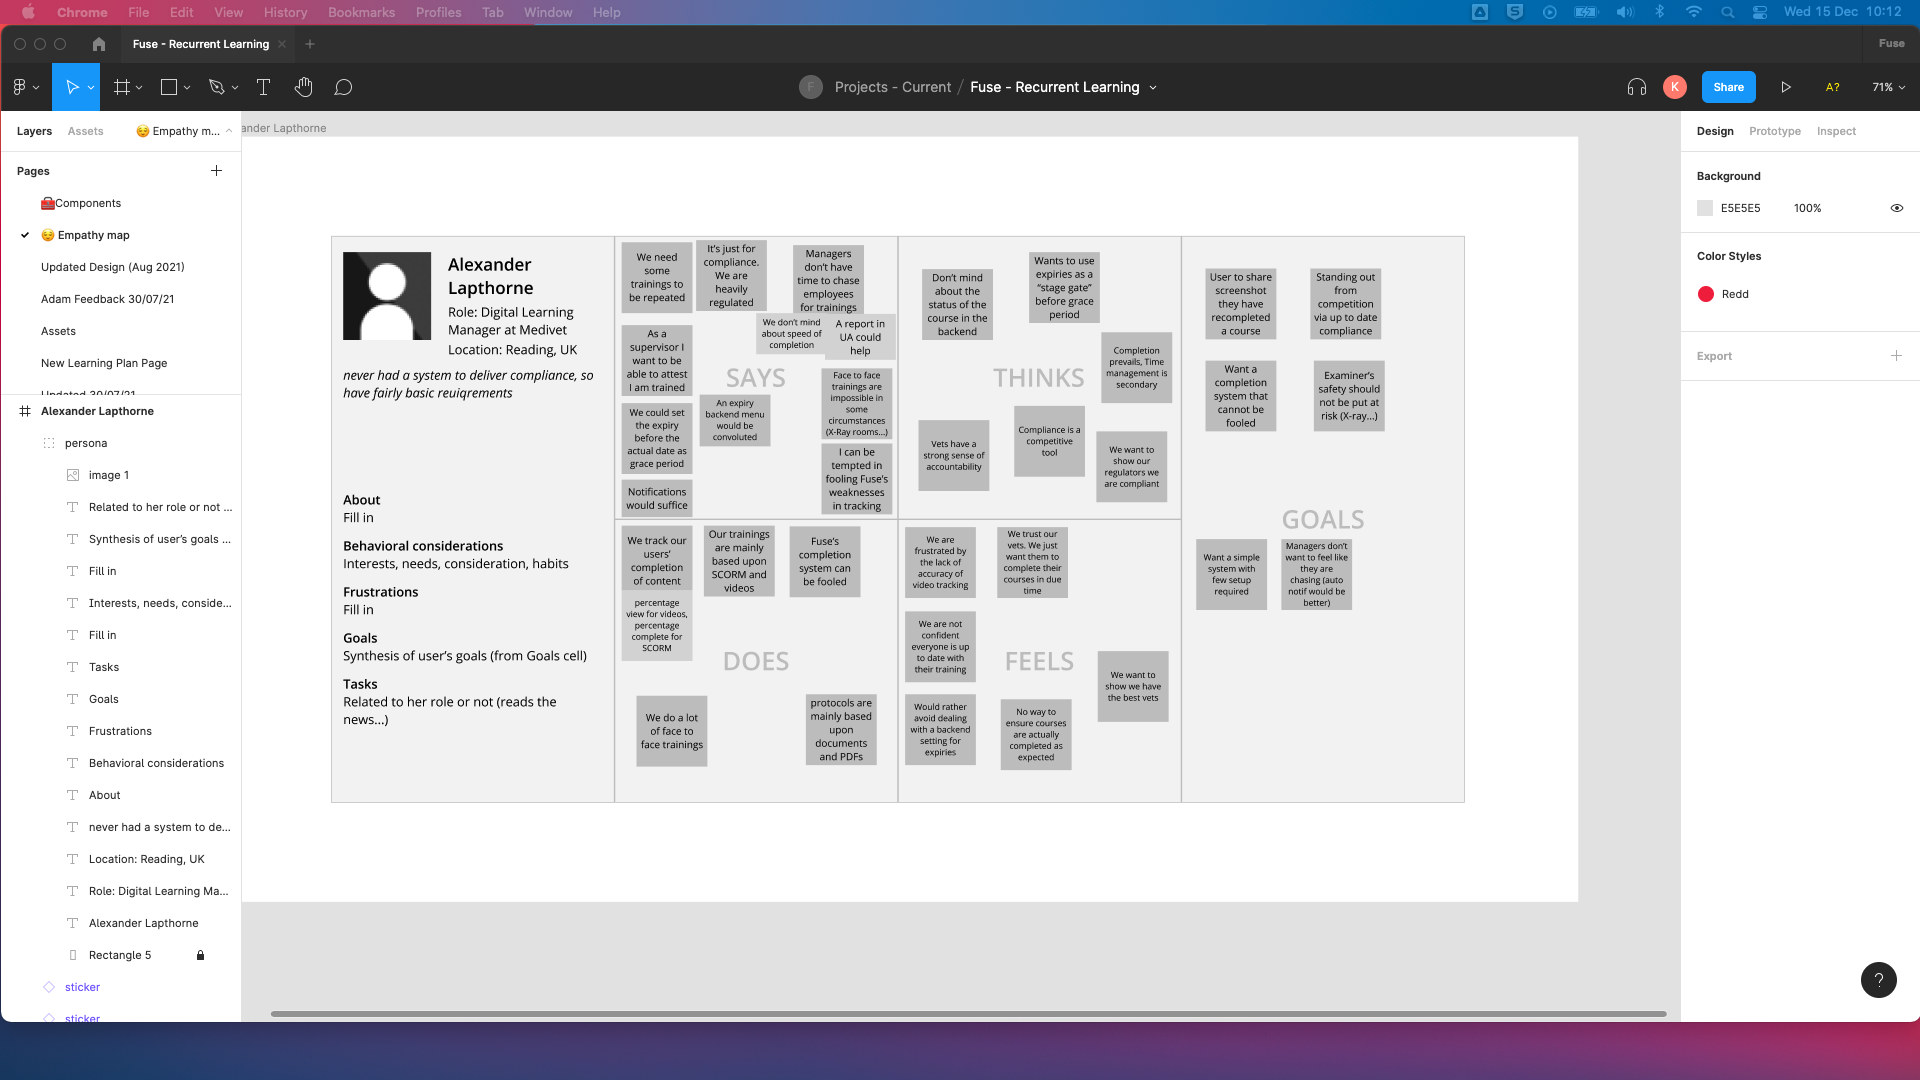 Chrome File Edit View History Bookmarks Profiles Tab Window Help
Wed 15 Dec 10:12
Fuse - Recurrent Learning
Fuse
F Projects - Current / Fuse - Recurrent Learning
K
Share
A?
71%
Layers Assets
😌 Empathy m...
Pages
🧰Components
😌 Empathy map
Updated Design (Aug 2021)
Adam Feedback 30/07/21
Assets
New Learning Plan Page
Updated 30/07/21
Alexander Lapthorne
persona
image 1
Related to her role or not ...
Synthesis of user's goals ...
Fill in
Interests, needs, conside...
Fill in
Tasks
Goals
Frustrations
Behavioral considerations
About
never had a system to de...
Location: Reading, UK
Role: Digital Learning Ma...
Alexander Lapthorne
Rectangle 5
sticker
sticker
ander Lapthorne
Alexander
Lapthorne
Role: Digital Learning
Manager at Medivet
Location: Reading, UK
never had a system to deliver compliance, so
have fairly basic reuiqrements
About
Fill in
Behavioral considerations
Interests, needs, consideration, habits
Frustrations
Fill in
Goals
Synthesis of user's goals (from Goals cell)
Tasks
Related to her role or not (reads the
news...)
SAYS
We need
some
trainings to
be repeated
It's just for
compliance.
We are
heavily
regulated
Managers
don't have
time to chase
employees
for trainings
We don't mind
about speed of
completion
A report in
UA could
help
As a
supervisor I
want to be
able to attest
I am trained
Face to face
trainings are
impossible in
some
circumstances
(X-Ray rooms...)
An expiry
backend menu
would be
convoluted
We could set
the expiry
before the
actual date as
grace period
I can be
tempted in
fooling Fuse's
weaknesses
in tracking
Notifications
would suffice
THINKS
Don't mind
about the
status of the
course in the
backend
Wants to use
expiries as a
"stage gate"
before grace
period
Completion
prevails, Time
management is
secondary
Vets have a
strong sense of
accountability
Compliance is a
competitive
tool
We want to
show our
regulators we
are compliant
DOES
We track our
users'
completion
of content
Our trainings
are mainly
based upon
SCORM and
videos
Fuse's
completion
system can
be fooled
percentage
view for videos,
percentage
complete for
SCORM
We do a lot
of face to
face trainings
protocols are
mainly based
upon
documents
and PDFs
FEELS
We are
frustrated by
the lack of
accuracy of
video tracking
We trust our
vets. We just
want them to
complete their
courses in due
time
We are not
confident
everyone is up
to date with
their training
We want to
show we have
the best vets
Would rather
avoid dealing
with a backend
setting for
expiries
No way to
ensure courses
are actually
completed as
expected
GOALS
User to share
screenshot
they have
recompleted
a course
Standing out
from
competition
via up to date
compliance
Want a
completion
system that
cannot be
fooled
Examiner's
safety should
not be put at
risk (X-ray...)
Want a simple
system with
few setup
required
Managers don't
want to feel like
they are
chasing (auto
notif would be
better)
Design Prototype Inspect
Background
E5E5E5 100%
Color Styles
Redd
Export
?